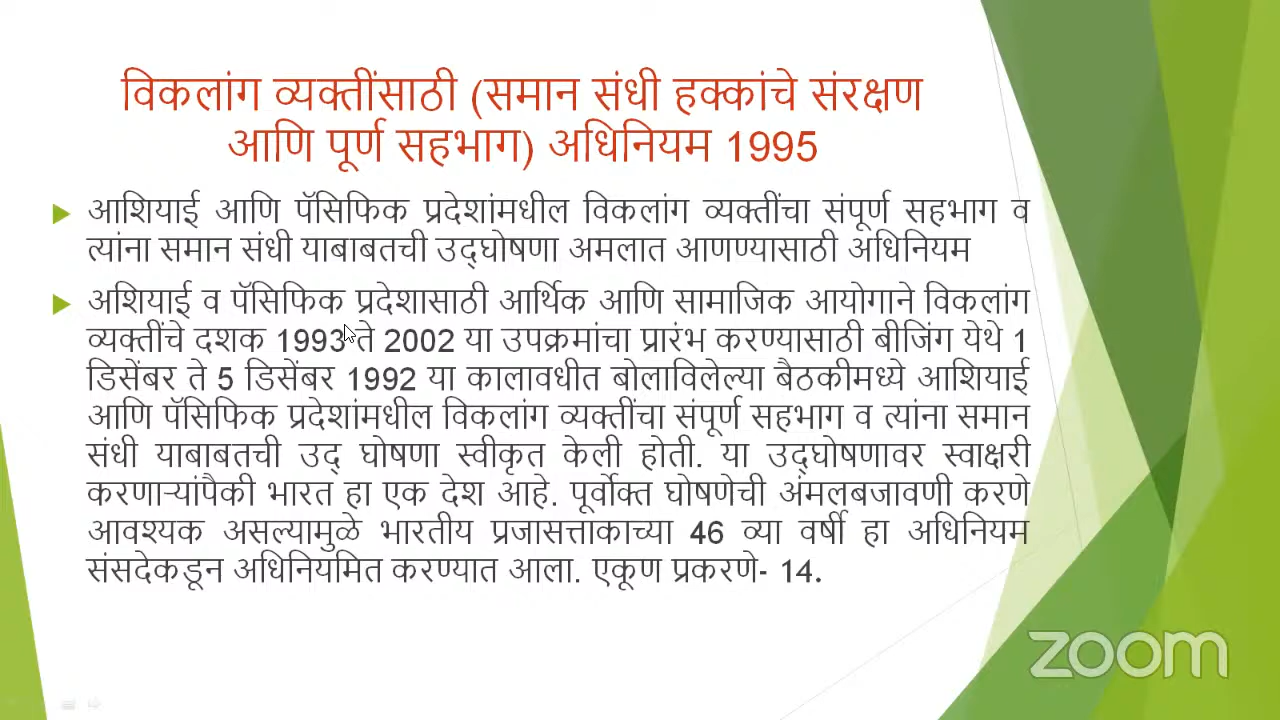 विकलांग व्यक्तींसाठी (समान संधी हक्कांचे संरक्षण
आणि पूर्ण सहभाग) अधिनियम 1995
आशियाई आणि पॅसिफिक प्रदेशांमधील विकलांग व्यक्तींचा संपूर्ण सहभाग व
त्यांना समान संधी याबाबतची उद्घोषणा अमलात आणण्यासाठी अधिनियम
अशियाई व पॅसिफिक प्रदेशासाठी आर्थिक आणि सामाजिक आयोगाने विकलांग
व्यक्तींचे दशक 1993 ते 2002 या उपक्रमांचा प्रारंभ करण्यासाठी बीजिंग येथे 1
डिसेंबर ते 5 डिसेंबर 1992 या कालावधीत बोलाविलेल्या बैठकीमध्ये आशियाई
आणि पॅसिफिक प्रदेशांमधील विकलांग व्यक्तींचा संपूर्ण सहभाग व त्यांना समान
संधी याबाबतची उद् घोषणा स्वीकृत केली होती. या उद्घोषणावर स्वाक्षरी
करणाऱ्यांपैकी भारत हा एक देश आहे. पूर्वोक्त घोषणेची अंमलबजावणी करणे
आवश्यक असल्यामुळे भारतीय प्रजासत्ताकाच्या 46 व्या वर्षी हा अधिनियम
संसदेकडून अधिनियमित करण्यात आला. एकूण प्रकरणे- 14.
zoom